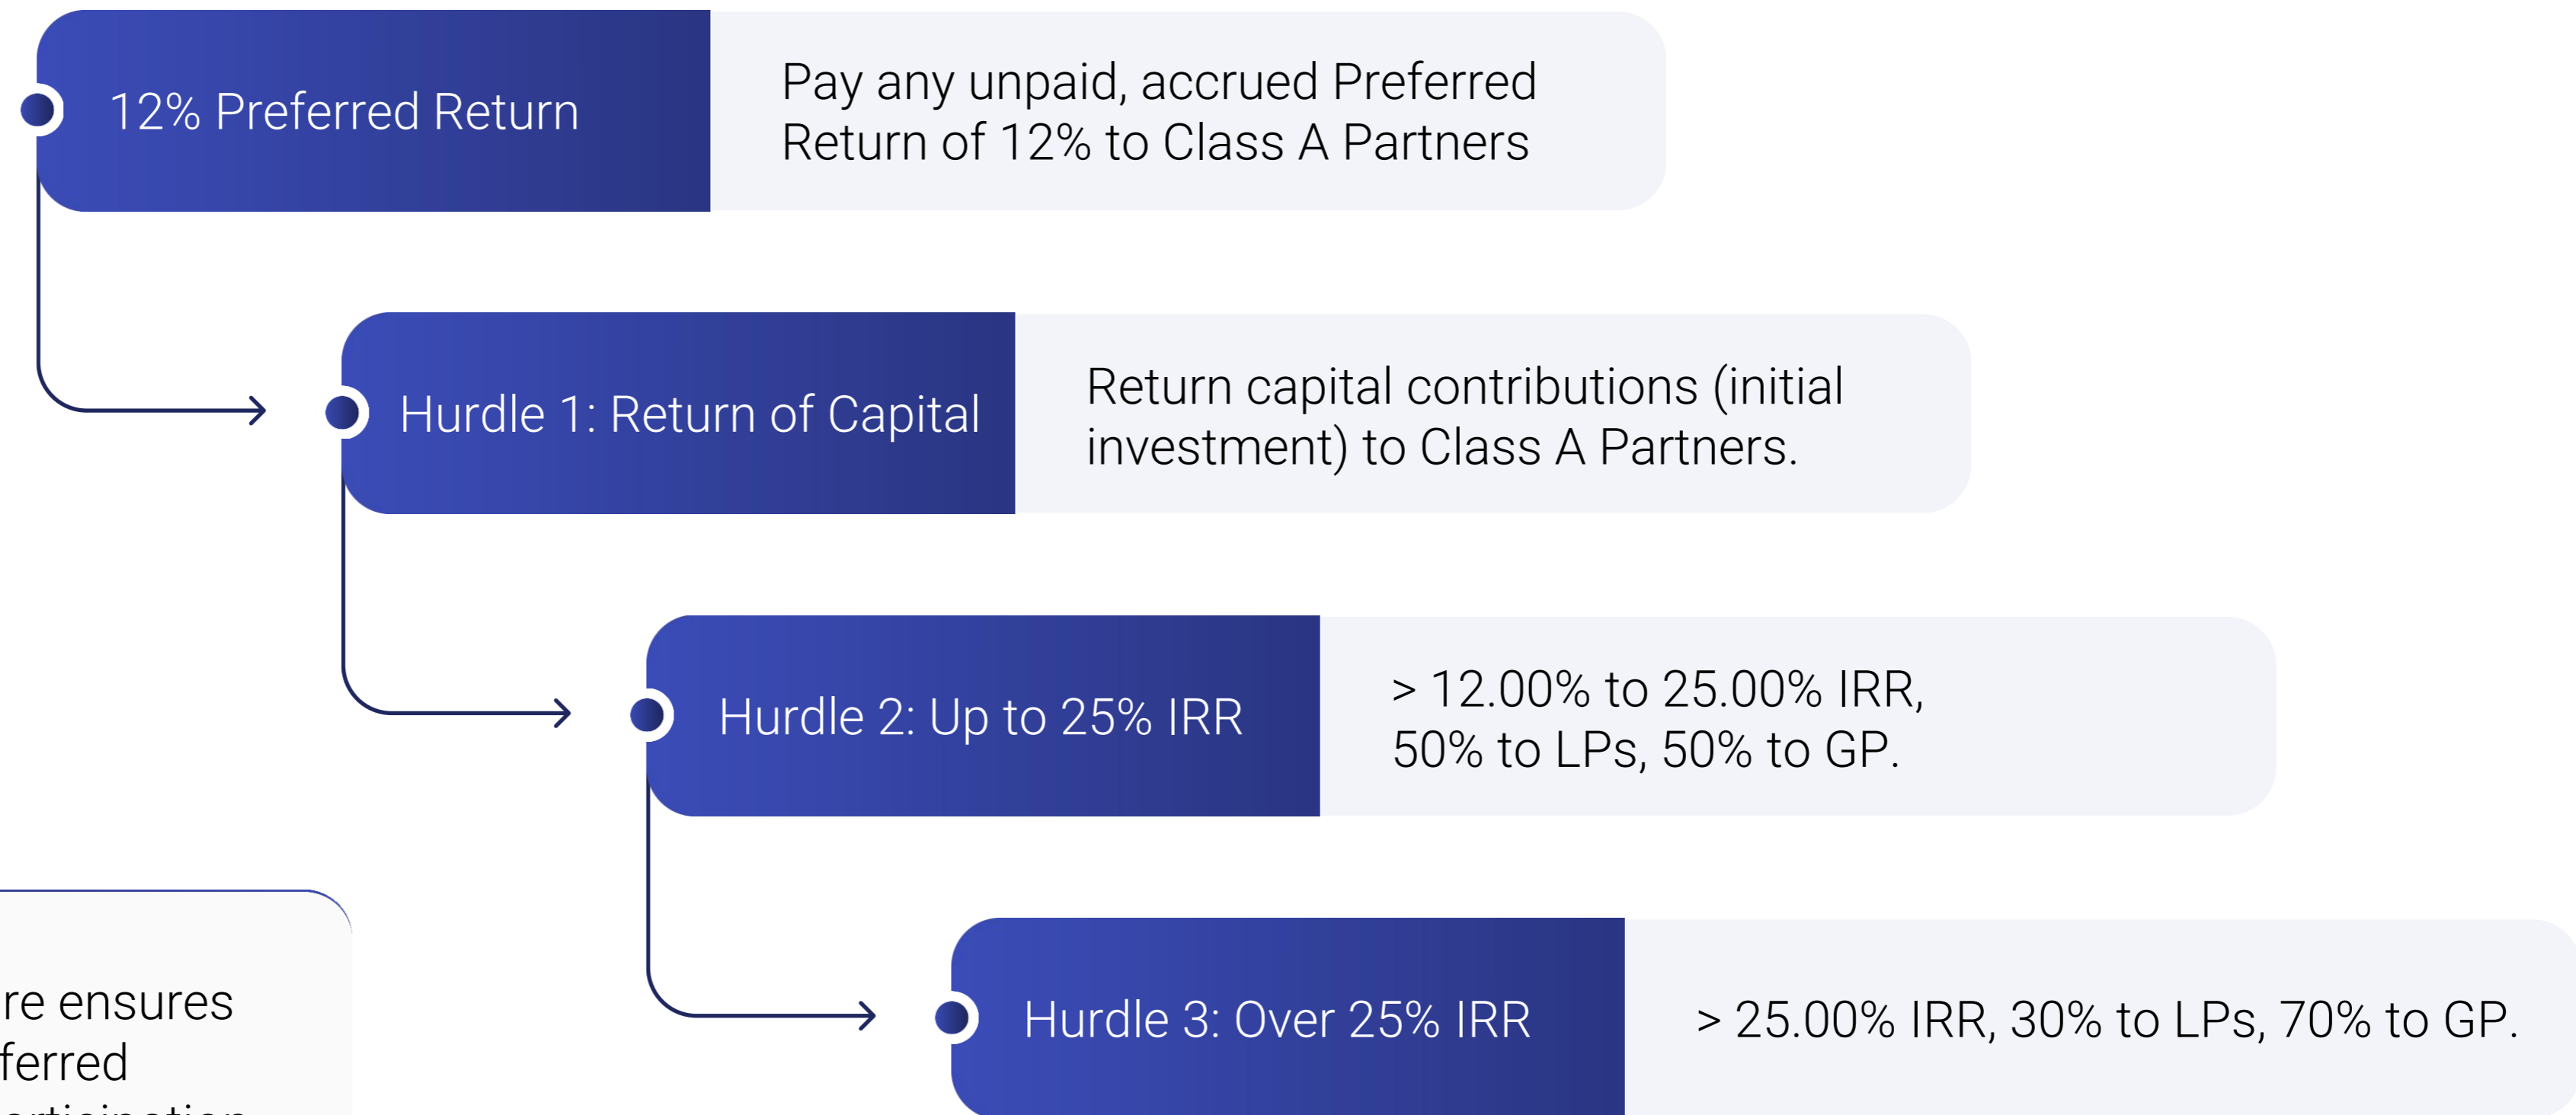 12% Preferred Return
Pay any unpaid, accrued Preferred
Return of 12% to Class A Partners
Hurdle 1: Return of Capital
Return capital contributions (initial
investment) to Class A Partners.
Hurdle 2: Up to 25% IRR
> 12.00% to 25.00% IRR,
50% to LPs, 50% to GP.
Hurdle 3: Over 25% IRR
> 25.00% IRR, 30% to LPs, 70% to GP.
re ensures
ferred